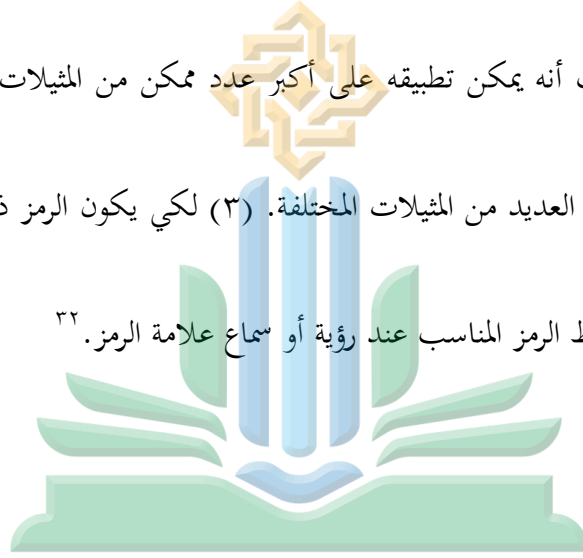 أنه يمكن تطبيقه على أكبر عدد ممكن من المثيلات
العديد من المثيلات المختلفة. (٣) لكي يكون الرمز
الرمز المناسب عند رؤية أو سماع علامة الرمز.٣٢